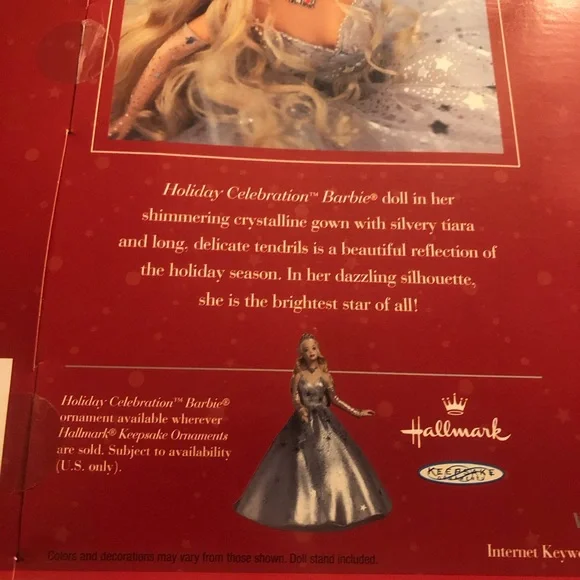 Holiday Celebration™ Barbie® doll in her
shimmering crystalline gown with silvery tiara
and long, delicate tendrils is a beautiful reflection of
the holiday season. In her dazzling silhouette,
she is the brightest star of all!
Holiday Celebration™ Barbie®
ornament available wherever
Hallmark® Keepsake Ornaments
are sold. Subject to availability
(U.S. only).
Hallmark
KEEPSAKE
Colors and decorations may vary from those shown. Doll stand included.
Internet